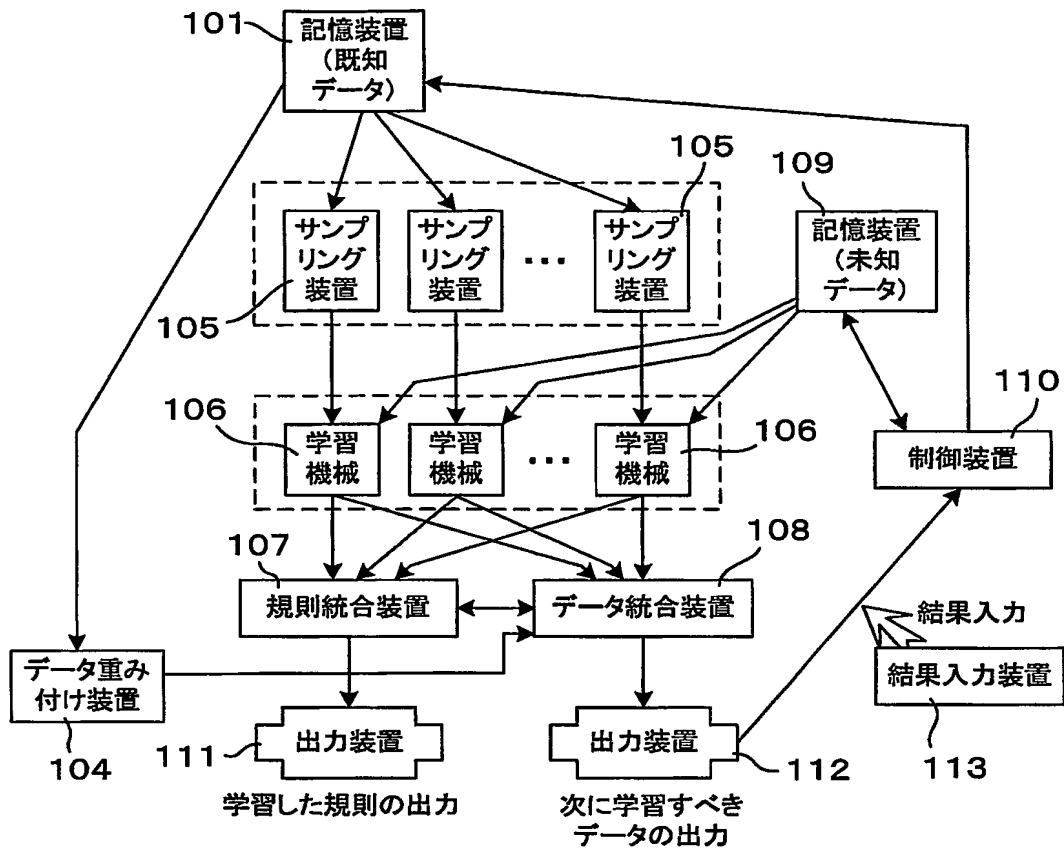 101
記憶装置
(既知
データ)
105
109
サンプ
リング
装置
サンプ
リング
装置
...
サンプ
リング
装置
記憶装置
(未知
データ)
105
110
106
学習
機械
学習
機械
...
学習
機械
106
制御装置
107
108
規則統合装置
データ統合装置
結果入力
データ重み
付け装置
結果入力装置
104
111
出力装置
出力装置
112
113
学習した規則の出力
次に学習すべき
データの出力